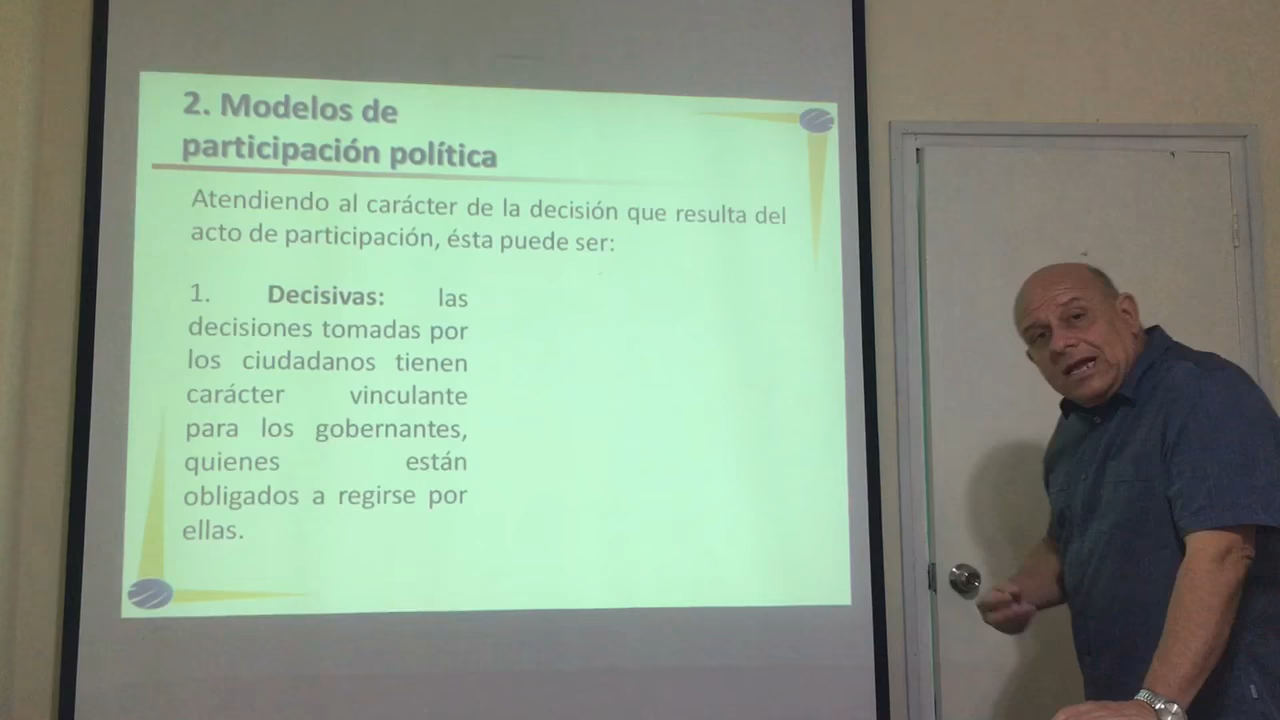 2. Modelos de
participación política
Atendiendo al carácter de la decisión que resulta del
acto de participación, ésta puede ser:
1. Decisivas: las
decisiones tomadas por
los ciudadanos tienen
carácter vinculante
para los gobernantes,
quienes están
obligados a regirse por
ellas.